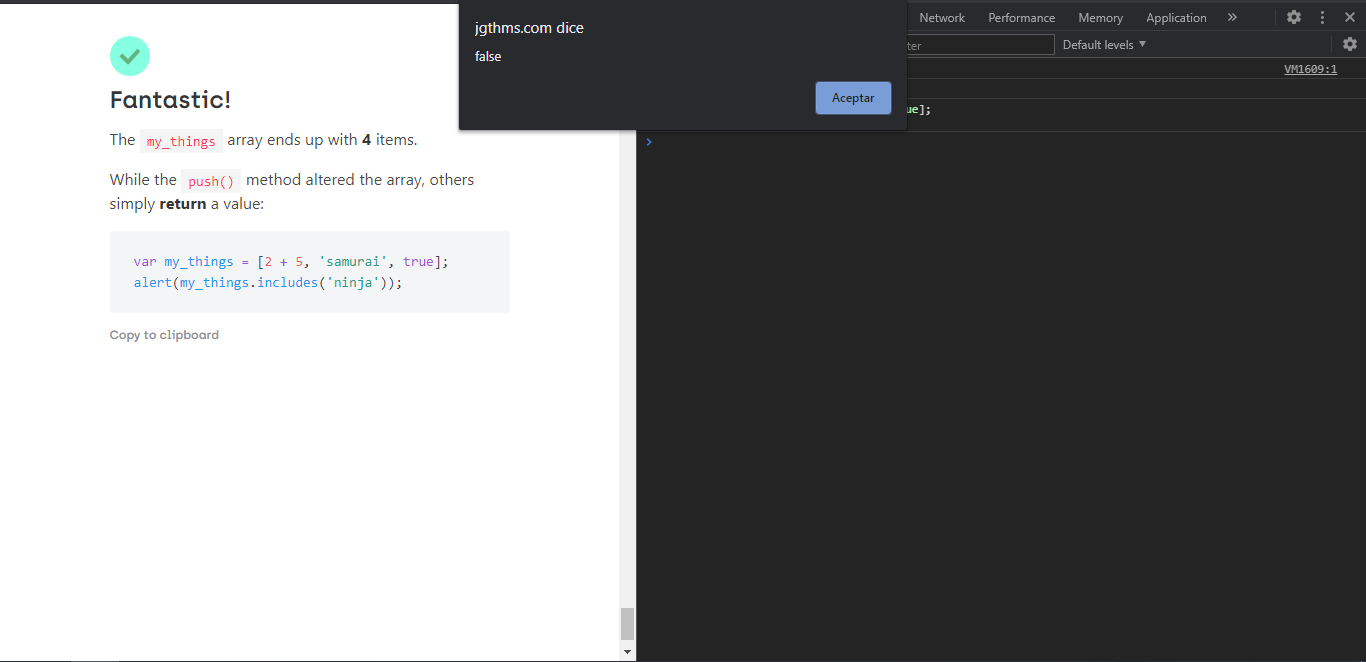 Fantastic!
The my_things array ends up with 4 items.
While the push() method altered the array, others
simply return a value:
var my_things = [2 + 5, 'samurai', true];
alert(my_things.includes('ninja'));
Copy to clipboard
jgthms.com dice
false
Aceptar
Network Performance Memory Application »
ter Default levels ▼
VM1609:1
ue];
>